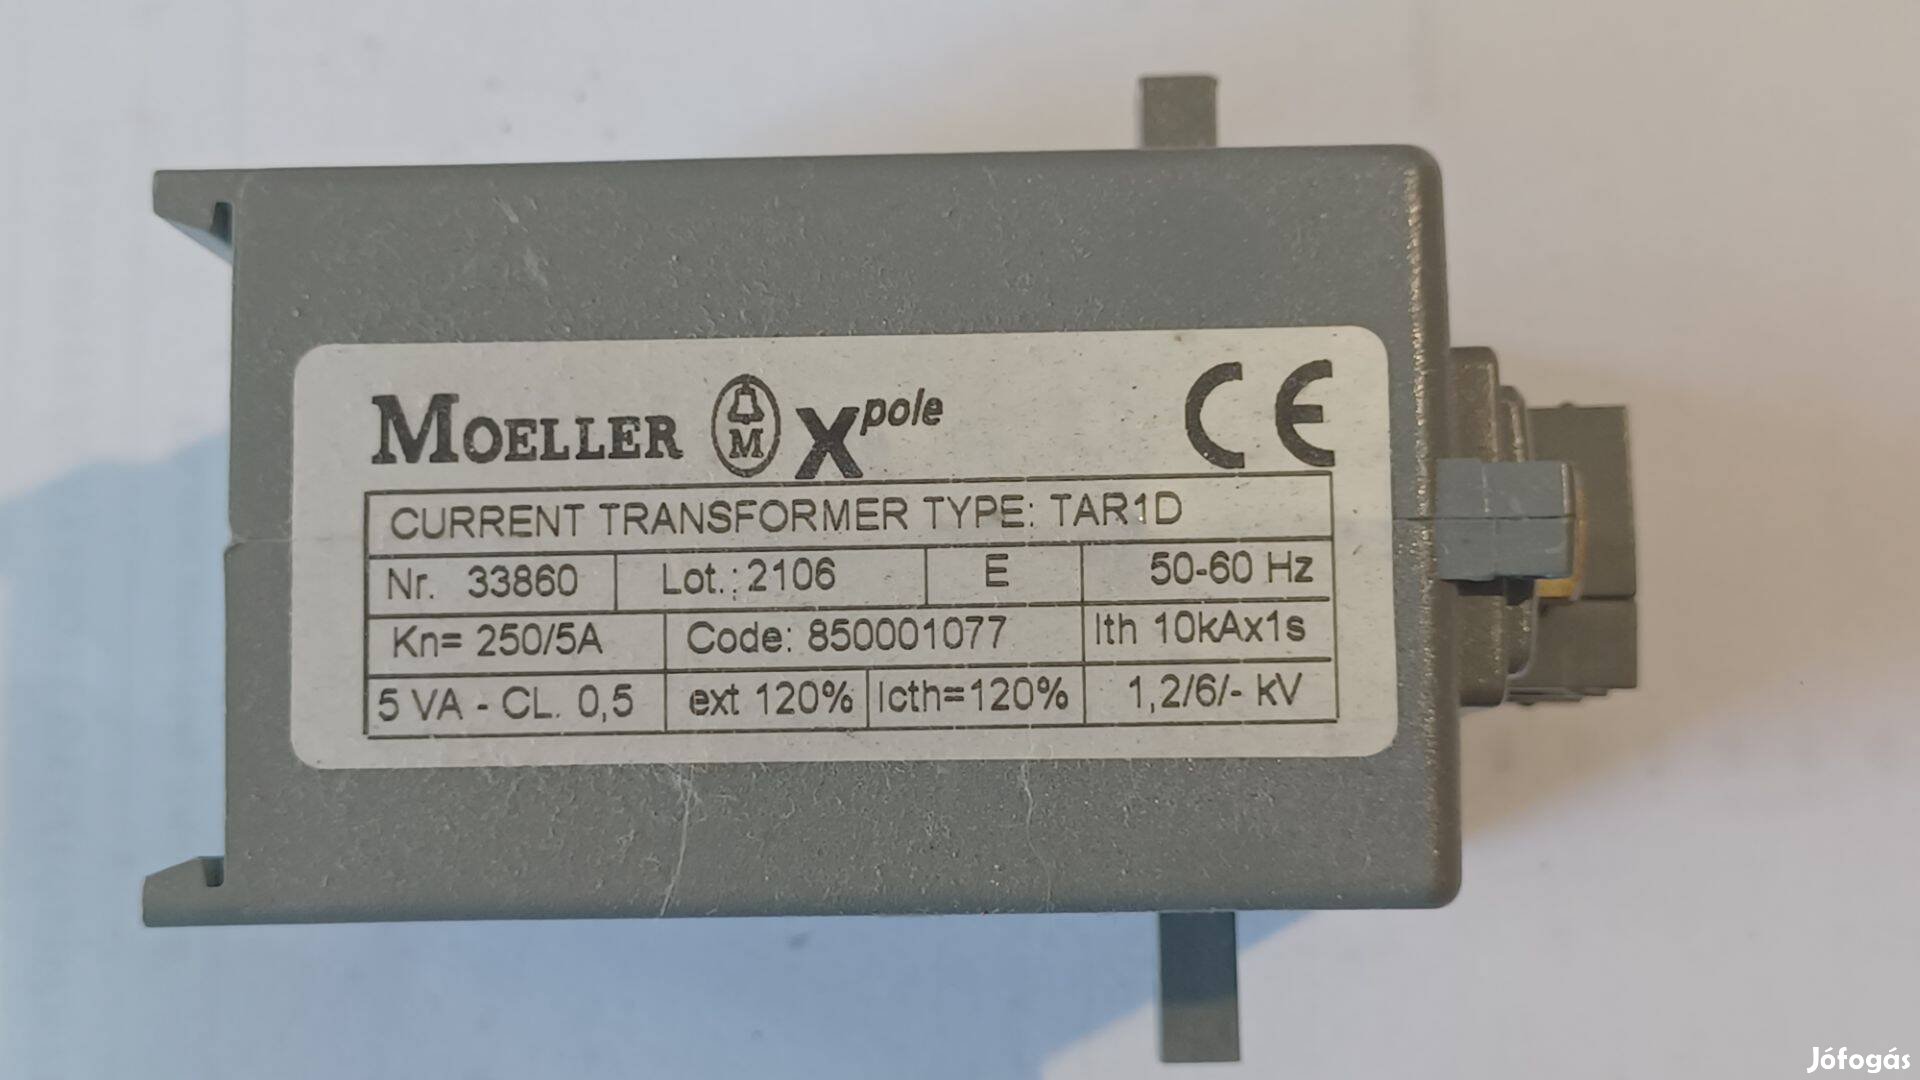 MOELLER M Xpole CE
CURRENT TRANSFORMER TYPE: TAR1D
Nr. 33860 Lot.: 2106 E 50-60 Hz
Kn= 250/5A Code: 850001077 Ith 10kAx1s
5 VA - CL. 0,5 ext 120% Icth=120% 1,2/6/- kV
Jófogás